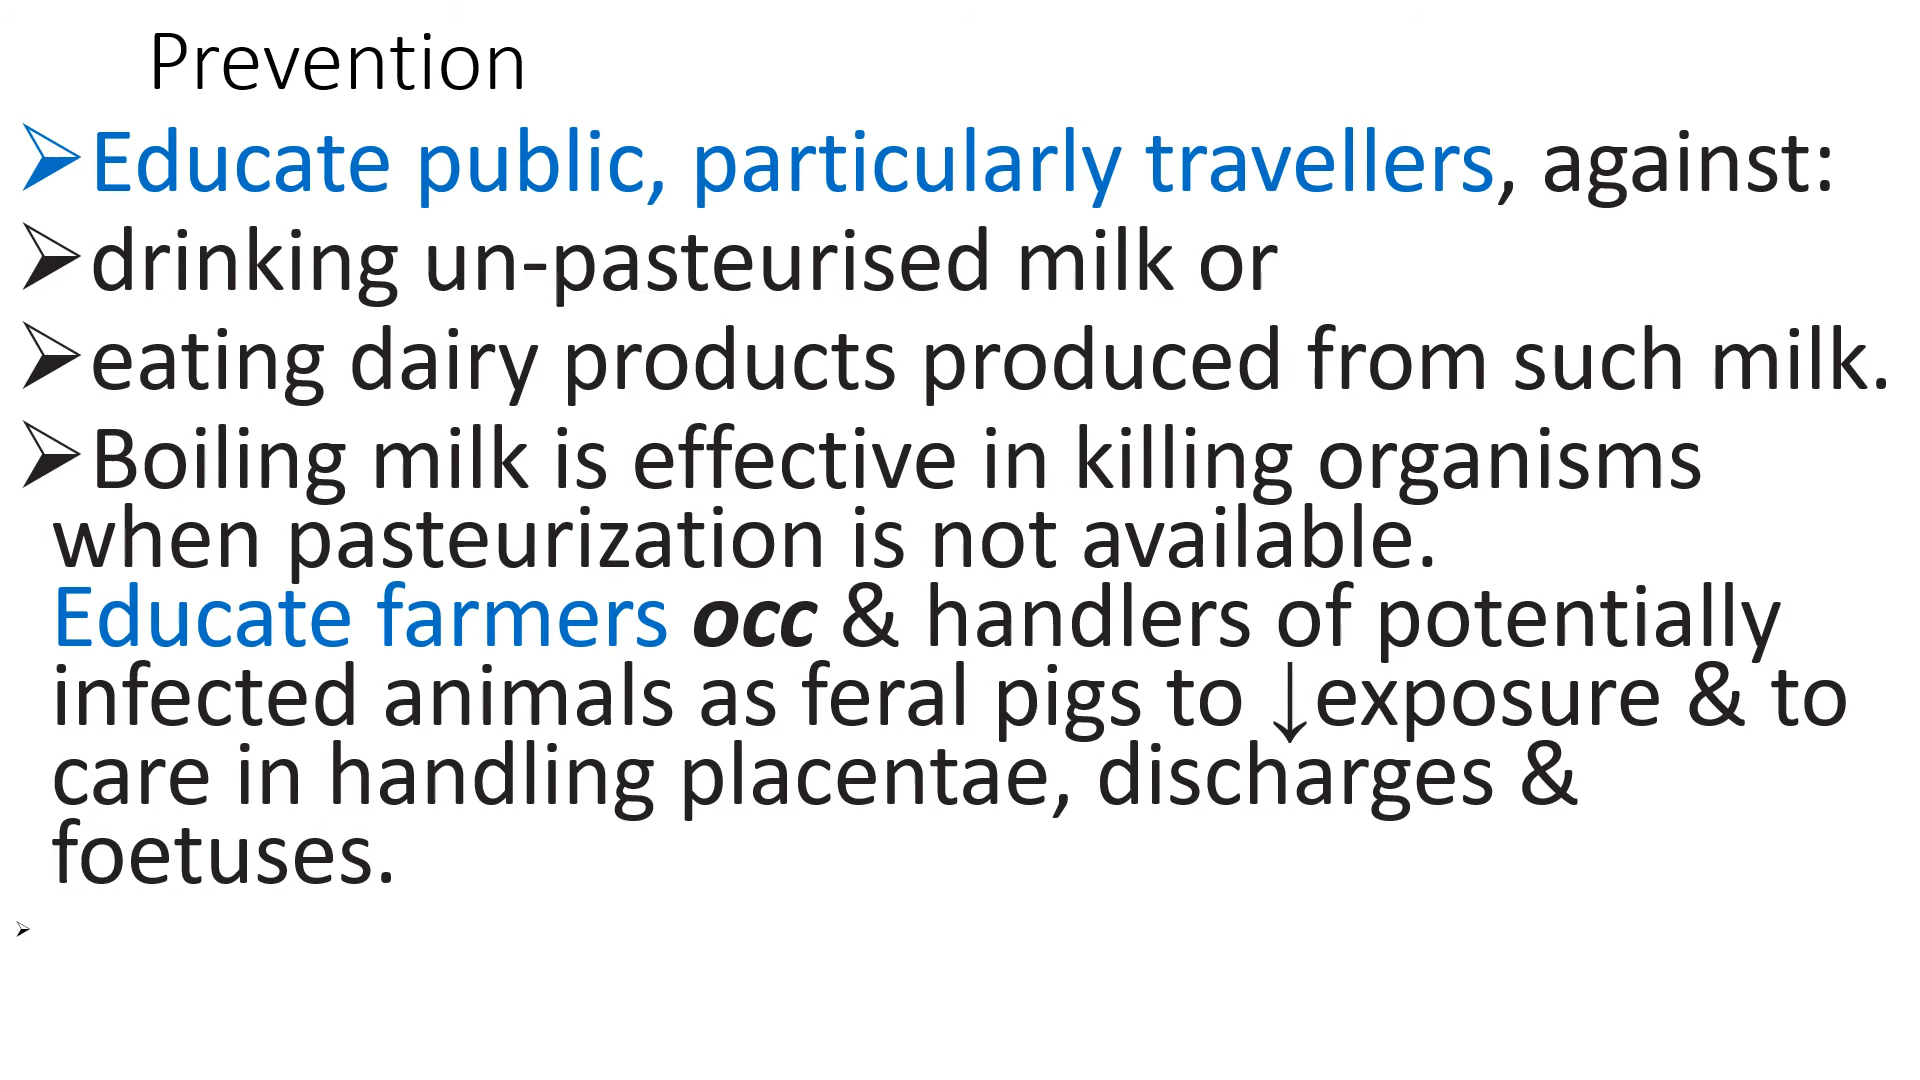 Prevention
➢Educate public, particularly travellers, against:
➢drinking un-pasteurised milk or
➢eating dairy products produced from such milk.
➢Boiling milk is effective in killing organisms
when pasteurization is not available.
Educate farmers occ & handlers of potentially
infected animals as feral pigs to ↓exposure & to
care in handling placentae, discharges &
foetuses.
➢